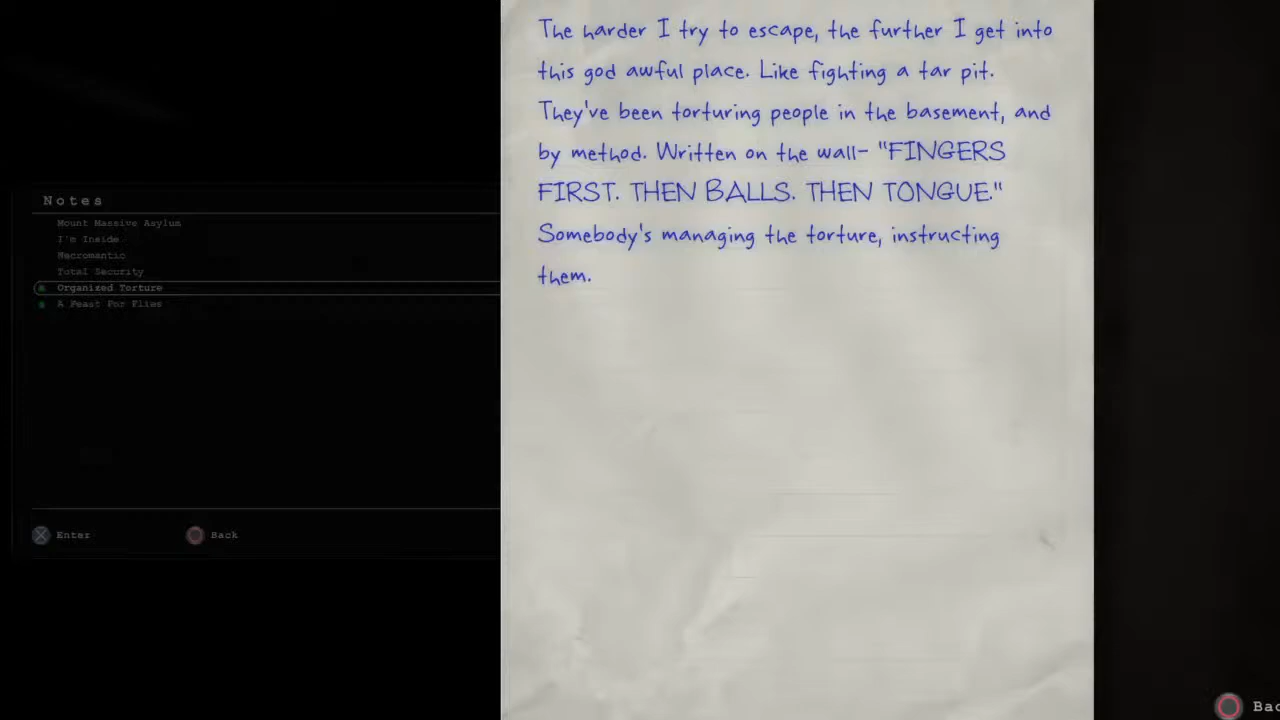 The harder I try to escape, the further I get into
this god awful place. Like fighting a tar pit.
They've been torturing people in the basement, and
by method. Written on the wall- "FINGERS
FIRST. THEN BALLS. THEN TONGUE."
Somebody's managing the torture, instructing
them.
Notes
Mount Massive Asylum
I'm Inside
Necromantic
Total Security
Organized Torture
A Feast For Flies
Enter Back
Bac